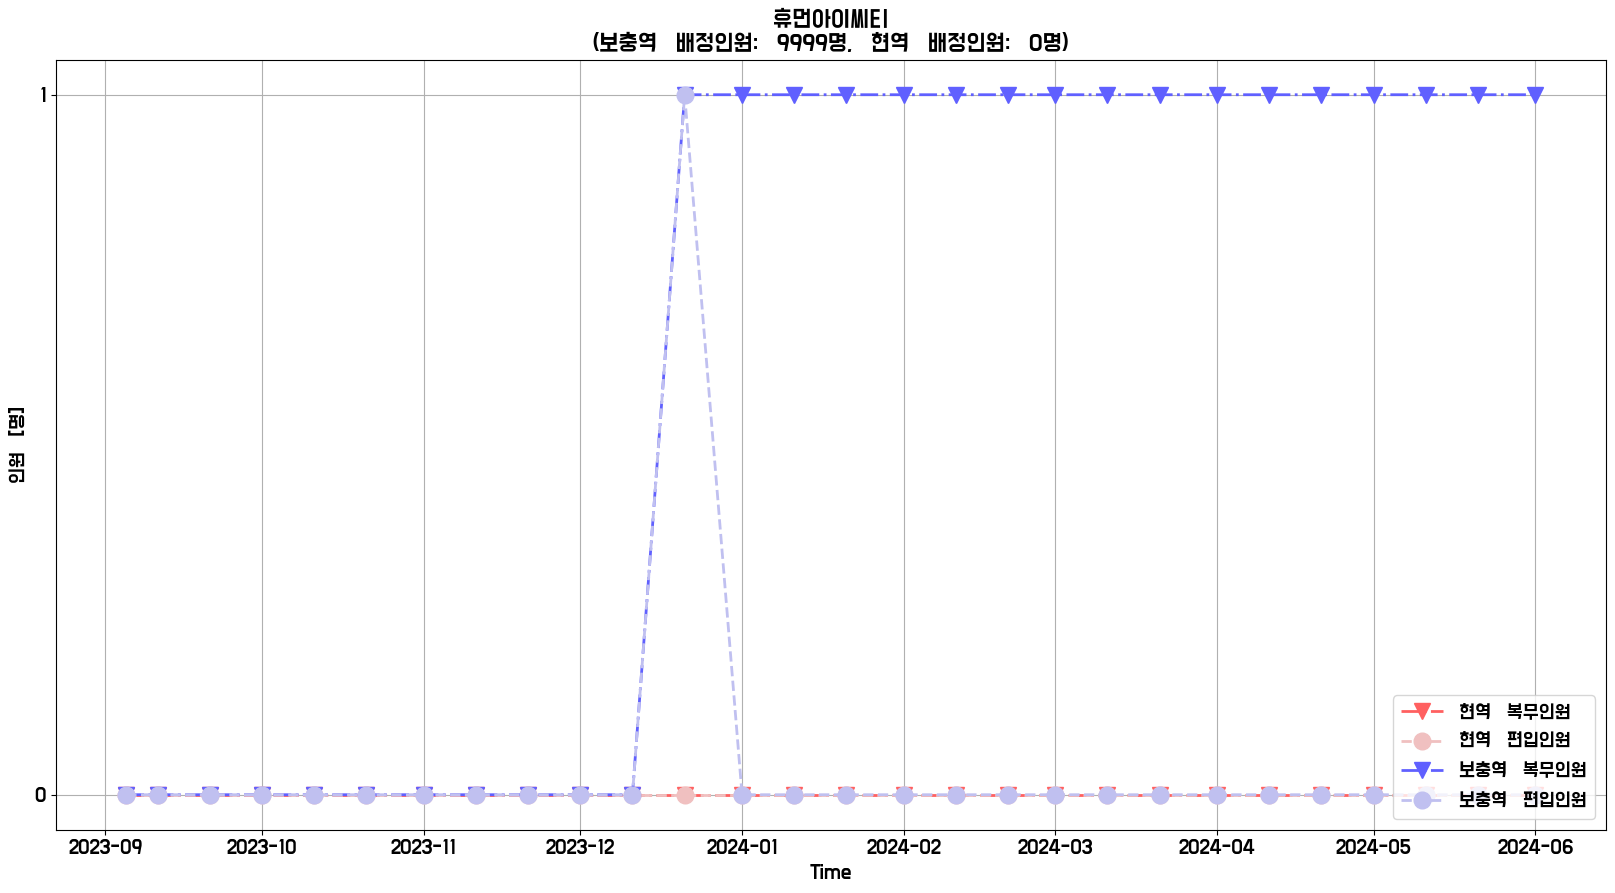 휴먼아이씨티
(보충역 배정인원: 9999명, 현역 배정인원: 0명)
1
인원 [명]
0
현역 복무인원
현역 편입인원
보충역 복무인원
보충역 편입인원
2023-09 2023-10 2023-11 2023-12 2024-01 2024-02 2024-03 2024-04 2024-05 2024-06
Time